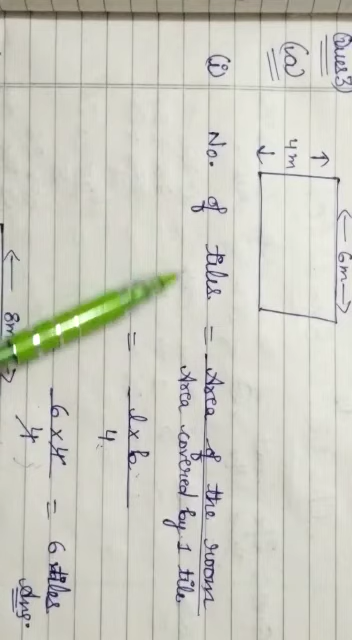 Ques 3)
(a)
← 6m →
↑ 4m ↓
(i) No. of tiles = Area of the room
Area covered by 1 tile
= l × b
4
6 × 4 = 6 tiles
4 Ans.
← 8m →